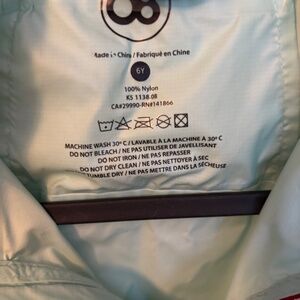 Made in China / Fabriqué en Chine
6Y
100% Nylon
KS 1138.08
CA#29990-RN#141866
MACHINE WASH 30º C / LAVABLE À LA MACHINE À 30º C
DO NOT BLEACH / NE PAS UTILISER DE JAVELLISANT
DO NOT IRON / NE PAS REPASSER
DO NOT DRY CLEAN / NE PAS NETTOYER À SEC
TUMBLE DRY / NE PAS METTRE DANS LA SÉCHEUSE